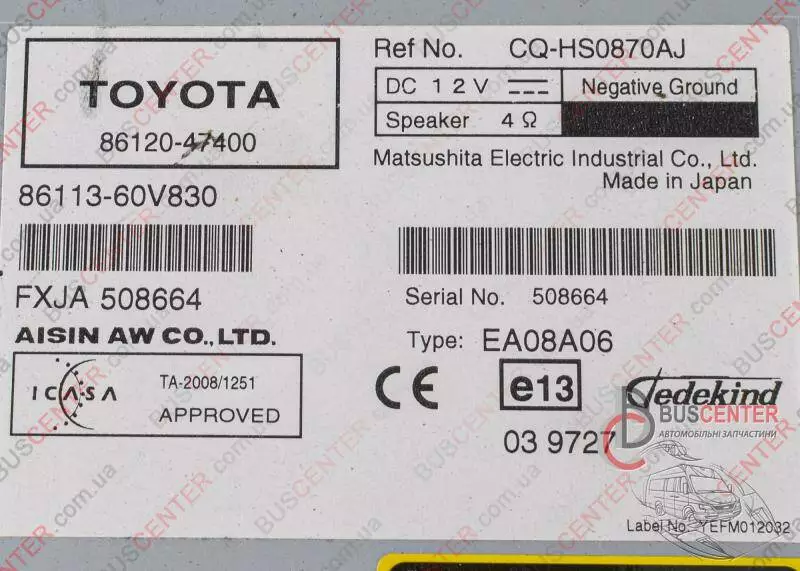 TOYOTA
86120-47400
86113-60V830
FXJA 508664
AISIN AW CO., LTD.
ICASA
TA-2008/1251
APPROVED
Ref No. CQ-HS0870AJ
DC 12V
Negative Ground
Speaker 4Ω
Matsushita Electric Industrial Co., Ltd.
Made in Japan
Serial No. 508664
Type: EA08A06
CE
e13
03 9727
BUSCENTER
АВТОМОБІЛЬНІ ЗАПЧАСТИНИ
Label No. YEFM012032
BUSCENTER.com.ua